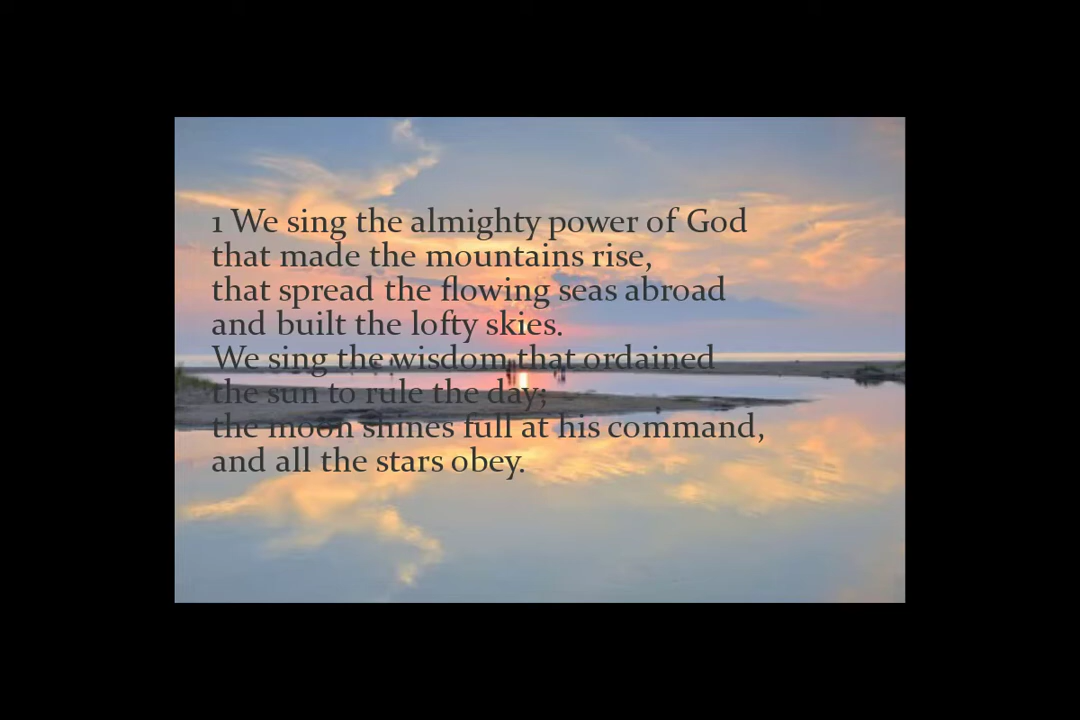 1 We sing the almighty power of God
that made the mountains rise,
that spread the flowing seas abroad
and built the lofty skies.
We sing the wisdom that ordained
the sun to rule the day;
the moon shines full at his command,
and all the stars obey.